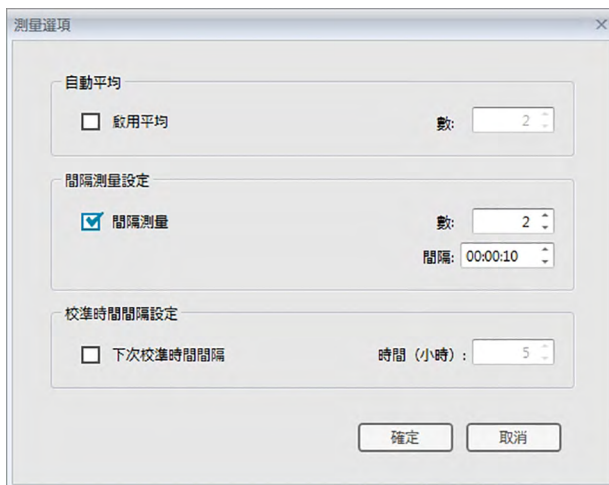 測量選項
自動平均
啟用平均 數: 2
間隔測量設定
間隔測量 數: 2
間隔: 00:00:10
校準時間間隔設定
下次校準時間間隔 時間（小時）: 5
確定 取消